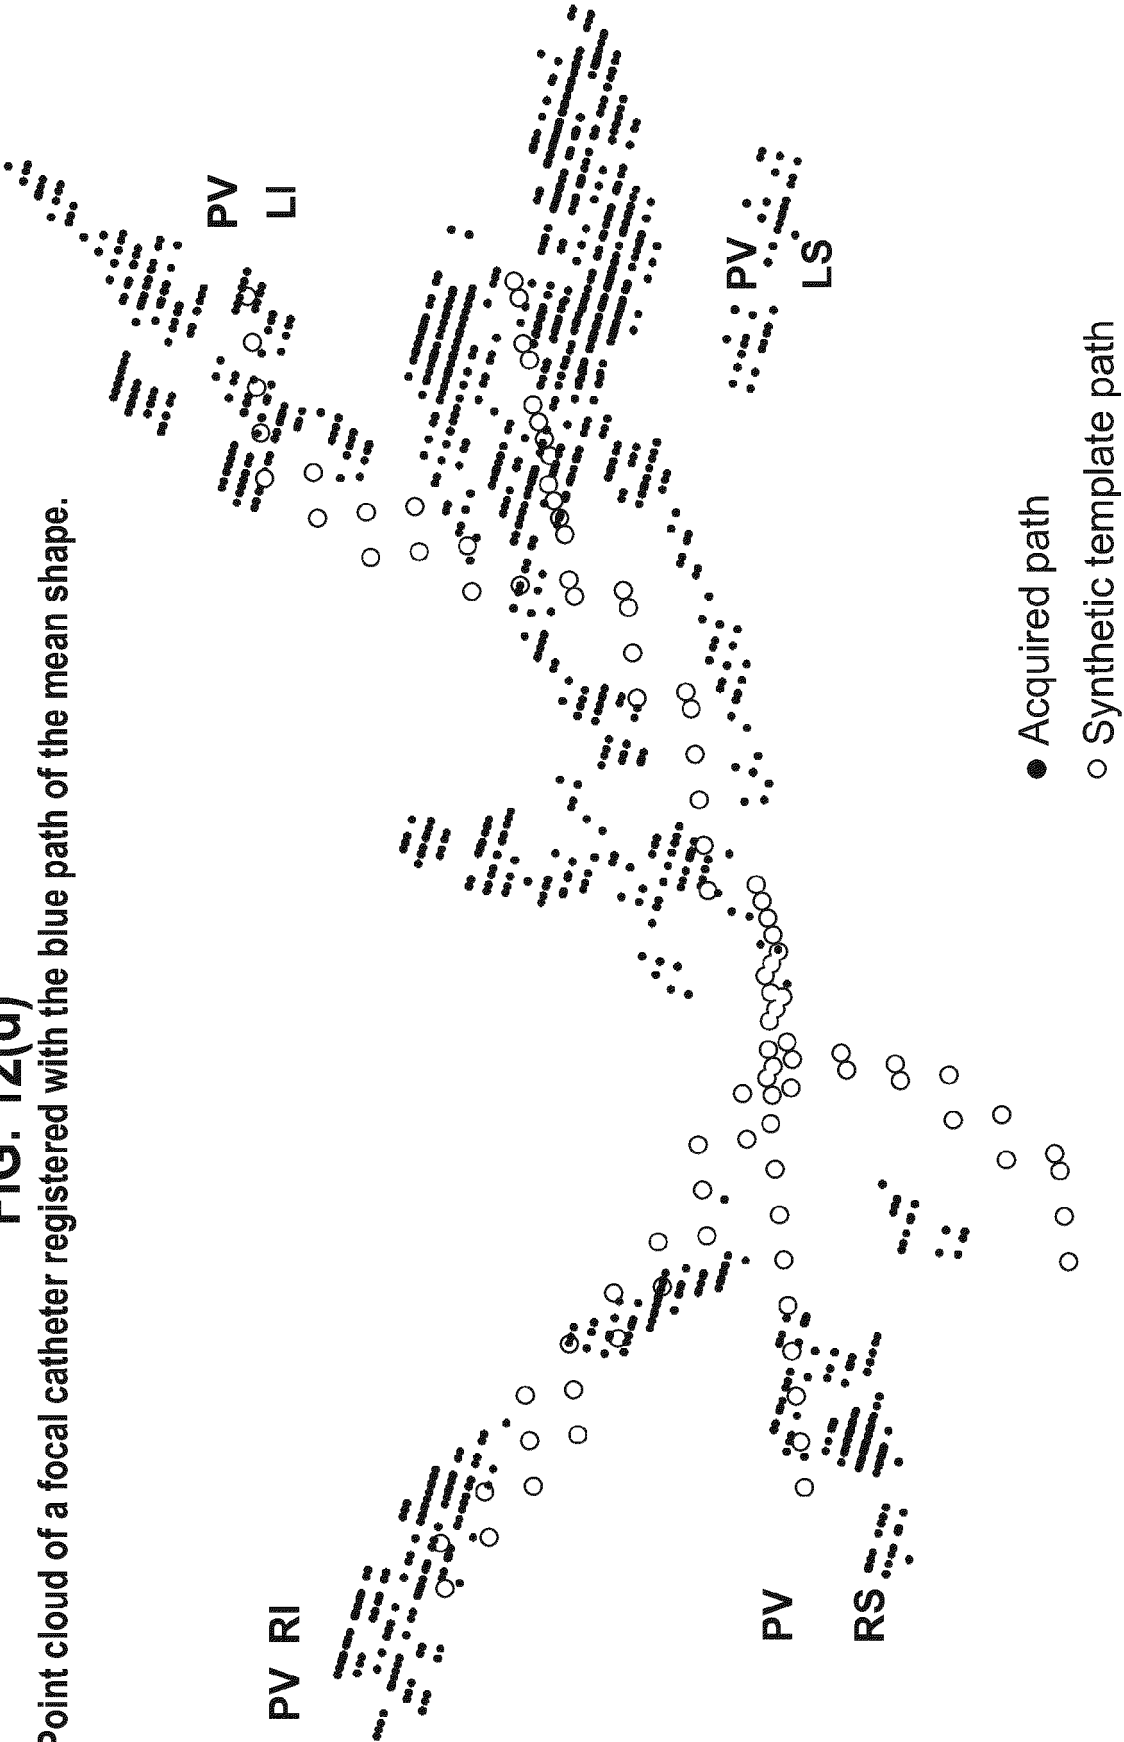 FIG. 12(d)
Point cloud of a focal catheter registered with the blue path of the mean shape.
PV RI
PV
LI
PV
RS
PV
LS
● Acquired path
○ Synthetic template path